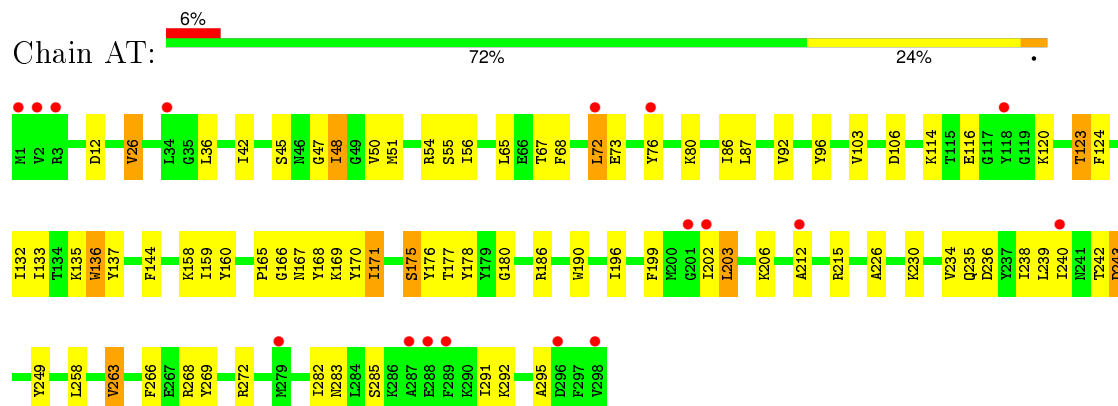 6%
Chain AT:
72% 24% •
M1 V2 R3 D12 V26 L34 G35 L36 I42 S45 N46 G47 I48 G49 V50 M51 R54 S55 I56 L65 E66 T67 F68 L72 E73 Y76 K80 I86 L87 V92 Y96 V103 D106 K114 T115 E116 G117 Y118 G119 K120 T123 F124
I132 I133 T134 K135 W136 Y137 F144 K158 I159 Y160 P165 G166 N167 Y168 K169 Y170 I171 S175 Y176 T177 Y178 Y179 G180 R186 W190 I196 F199 M200 G201 I202 L203 K206 A212 R215 A226 K230 V234 Q235 D236 Y237 I238 L239 I240 N241 T242
Y249 L258 V263 F266 E267 R268 Y269 R272 M279 I282 N283 L284 S285 K286 A287 E288 F289 K290 I291 K292 A295 D296 F297 V298